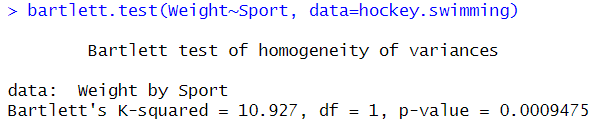 > bartlett.test(Weight~Sport, data=hockey.swimming)
Bartlett test of homogeneity of variances
data:  Weight by Sport
Bartlett's K-squared = 10.927, df = 1, p-value = 0.0009475